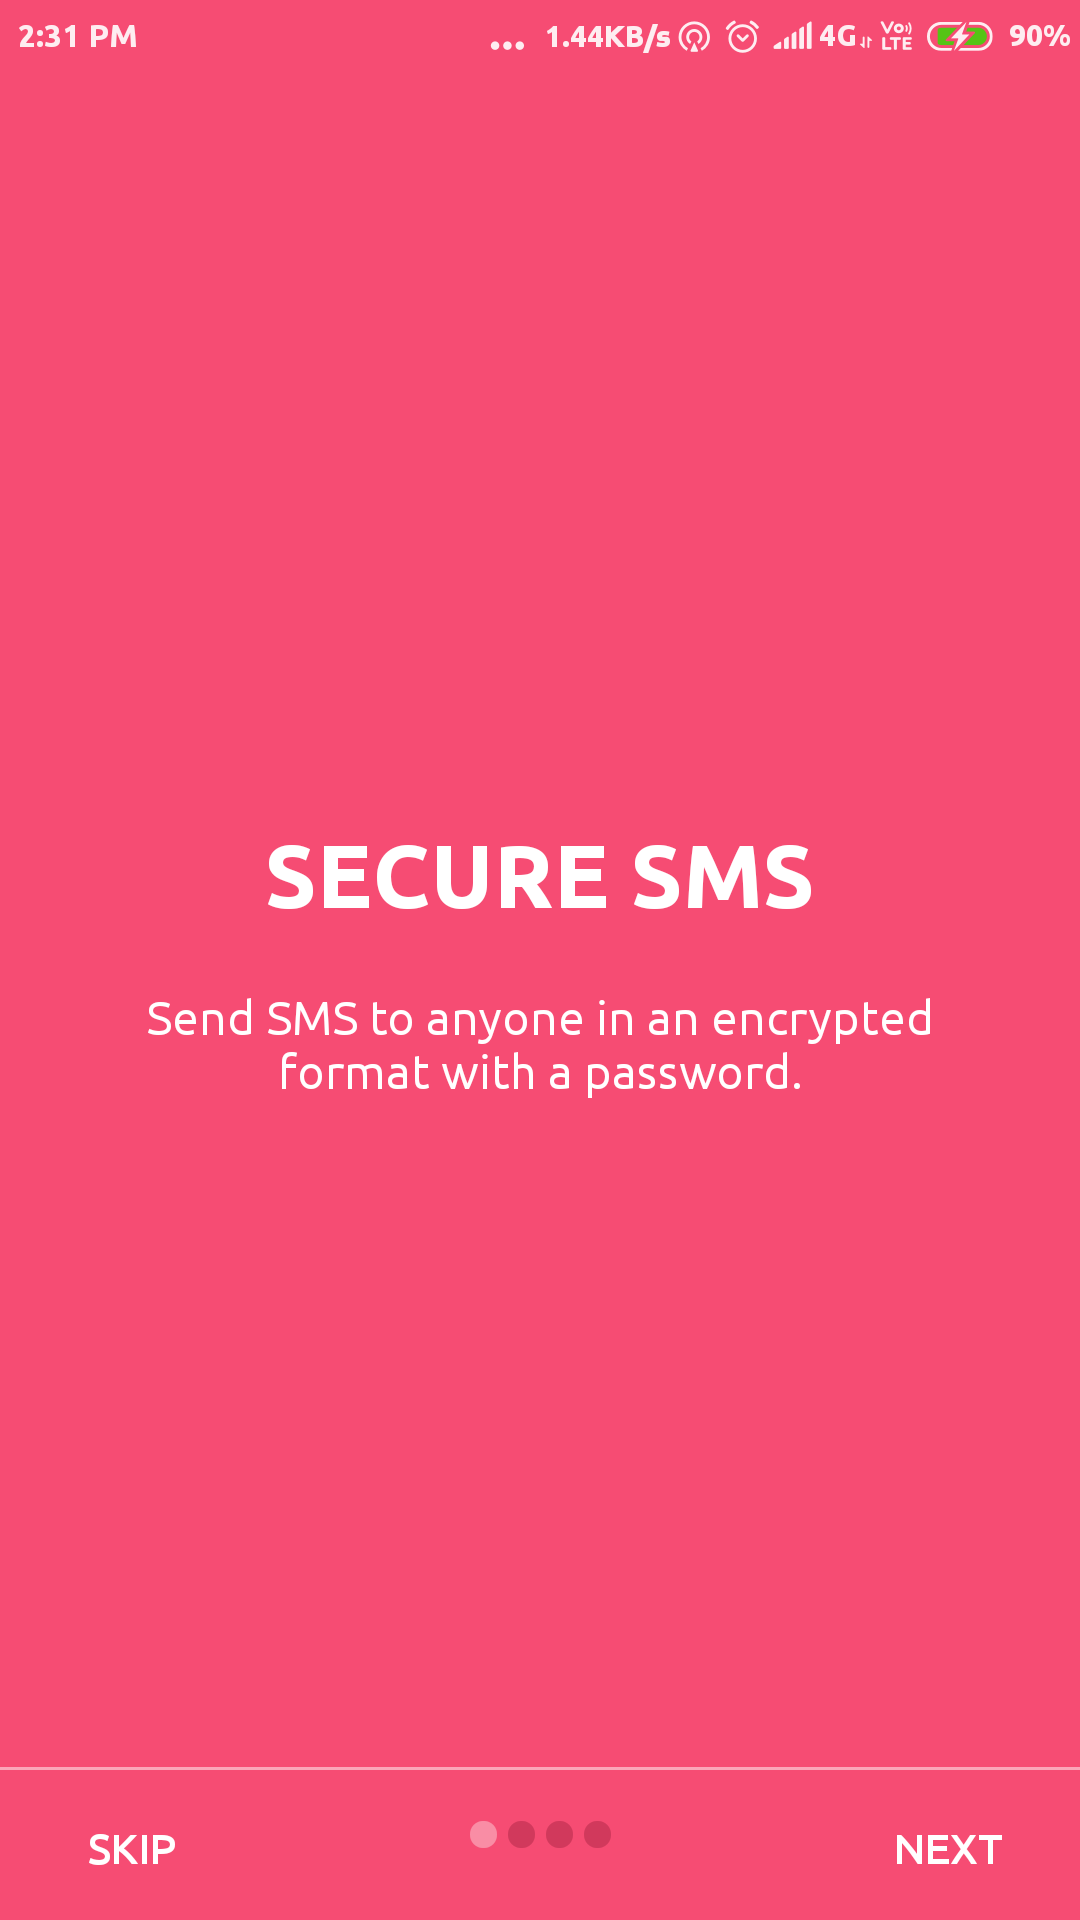 2:31 PM ... 1.44KB/s 4G VoLTE 90%
SECURE SMS
Send SMS to anyone in an encrypted
format with a password.
SKIP NEXT